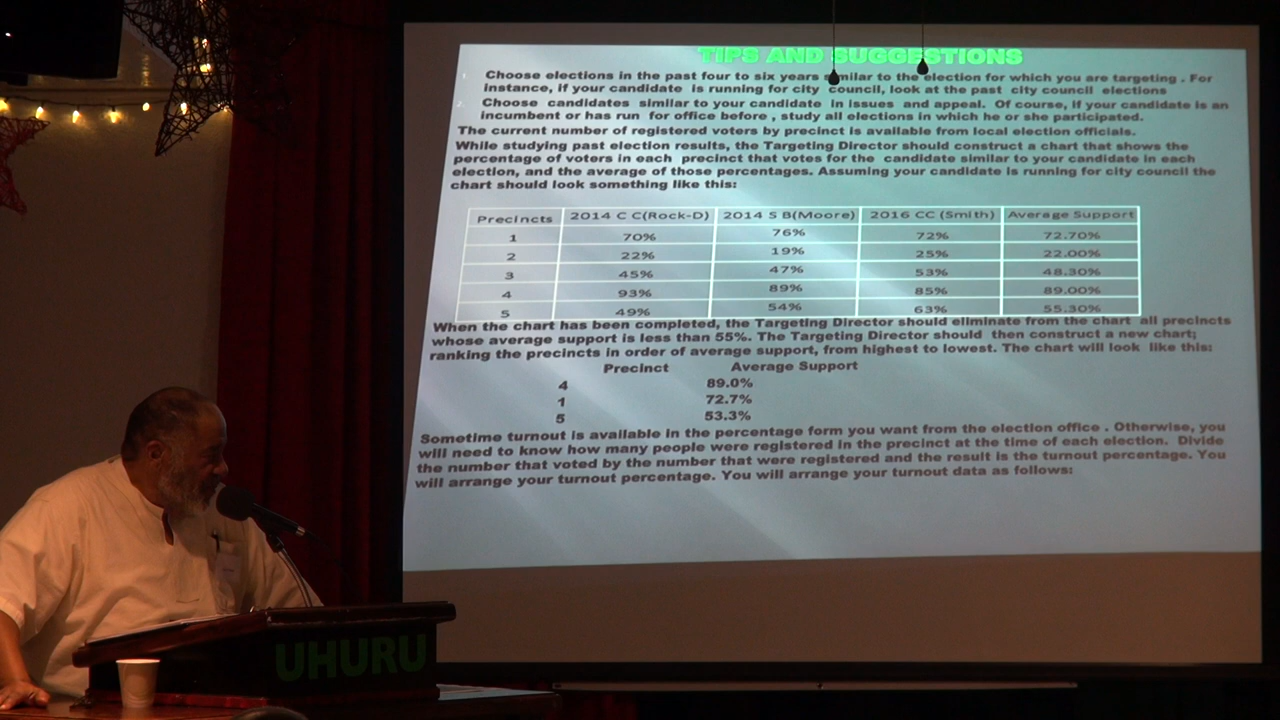 TIPS AND SUGGESTIONS
Choose elections in the past four to six years similar to the election for which you are targeting . For
instance, if your candidate is running for city council, look at the past city council elections
Choose candidates similar to your candidate in issues and appeal. Of course, if your candidate is an
incumbent or has run for office before , study all elections in which he or she participated.
The current number of registered voters by precinct is available from local election officials.
While studying past election results, the Targeting Director should construct a chart that shows the
percentage of voters in each precinct that votes for the candidate similar to your candidate in each
election, and the average of those percentages. Assuming your candidate is running for city council the
chart should look something like this:
Precincts 2014 C C(Rock-D) 2014 S B(Moore) 2016 CC (Smith) Average Support
1 70% 76% 72% 72.70%
2 22% 19% 25% 22.00%
3 45% 47% 53% 48.30%
4 93% 89% 85% 89.00%
5 49% 54% 63% 55.30%
When the chart has been completed, the Targeting Director should eliminate from the chart all precincts
whose average support is less than 55%. The Targeting Director should then construct a new chart;
ranking the precincts in order of average support, from highest to lowest. The chart will look like this:
Precinct Average Support
4 89.0%
1 72.7%
5 53.3%
Sometime turnout is available in the percentage form you want from the election office . Otherwise, you
will need to know how many people were registered in the precinct at the time of each election. Divide
the number that voted by the number that were registered and the result is the turnout percentage. You
will arrange your turnout percentage. You will arrange your turnout data as follows:
UHURU